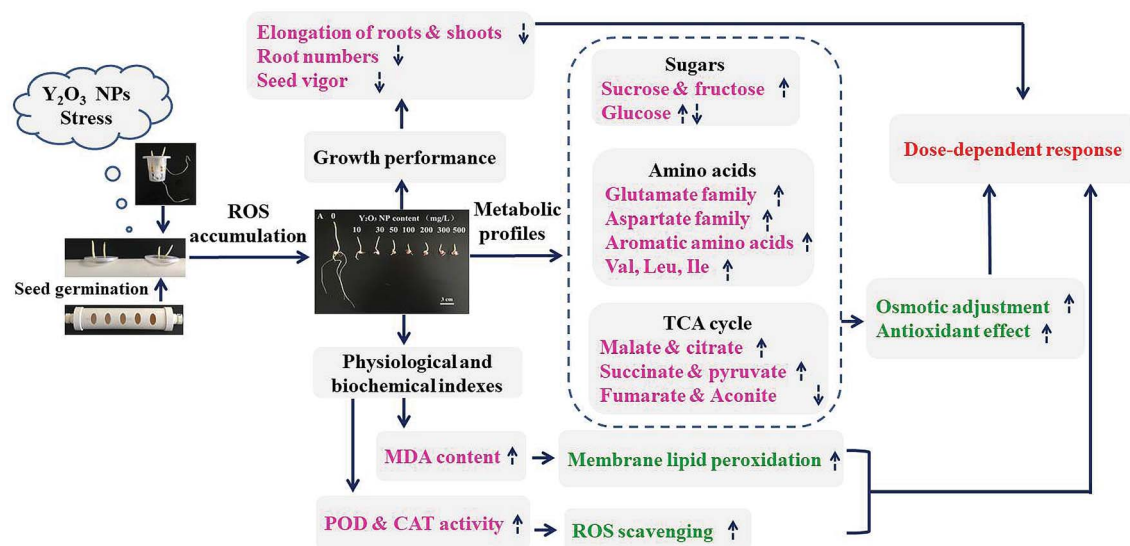 Y₂O₃ NPs
Stress
Seed germination
ROS
accumulation
Elongation of roots & shoots
Root numbers
Seed vigor
Growth performance
A 0 Y₂O₃ NP content (mg/L)
10 30 50 100 200 300 500
3 cm
Metabolic
profiles
Physiological and
biochemical indexes
MDA content
POD & CAT activity
Sugars
Sucrose & fructose
Glucose
Amino acids
Glutamate family
Aspartate family
Aromatic amino acids
Val, Leu, Ile
TCA cycle
Malate & citrate
Succinate & pyruvate
Fumarate & Aconite
Membrane lipid peroxidation
ROS scavenging
Osmotic adjustment
Antioxidant effect
Dose-dependent response